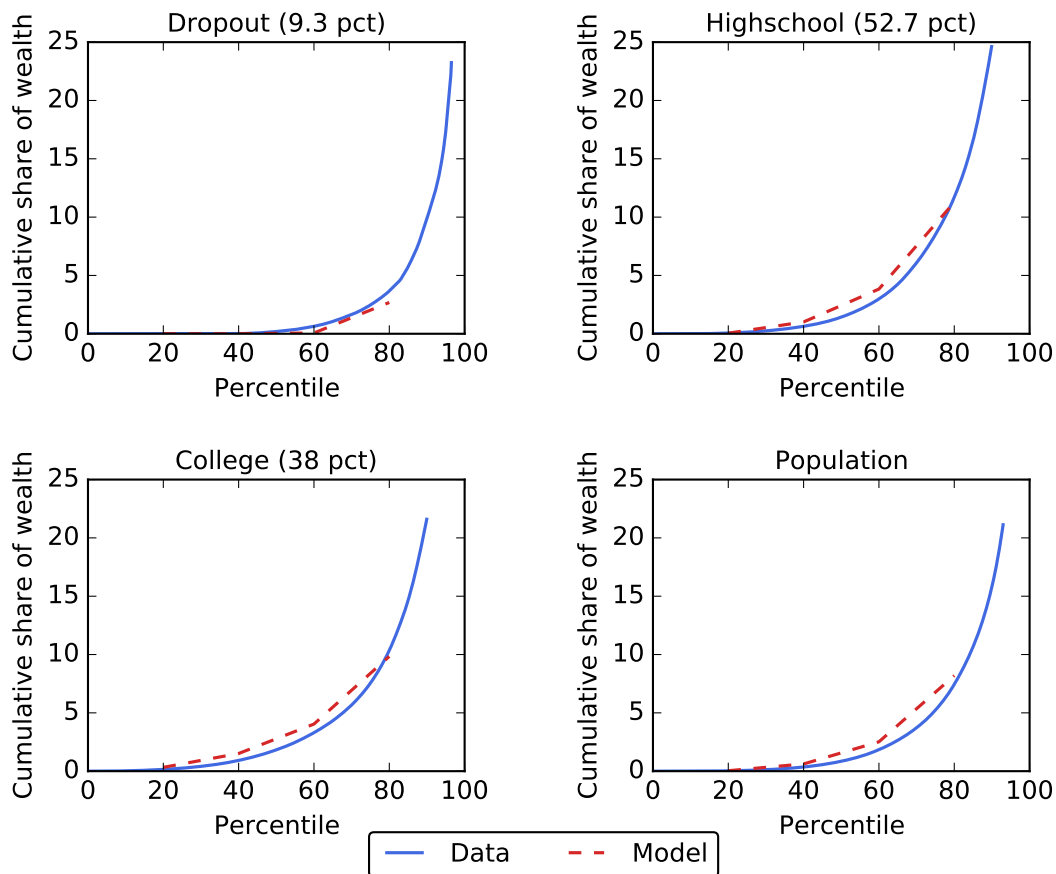 Dropout (9.3 pct)
Cumulative share of wealth
25
20
15
10
5
0
0 20 40 60 80 100
Percentile
Highschool (52.7 pct)
Cumulative share of wealth
25
20
15
10
5
0
0 20 40 60 80 100
Percentile
College (38 pct)
Cumulative share of wealth
25
20
15
10
5
0
0 20 40 60 80 100
Percentile
Population
Cumulative share of wealth
25
20
15
10
5
0
0 20 40 60 80 100
Percentile
Data Model